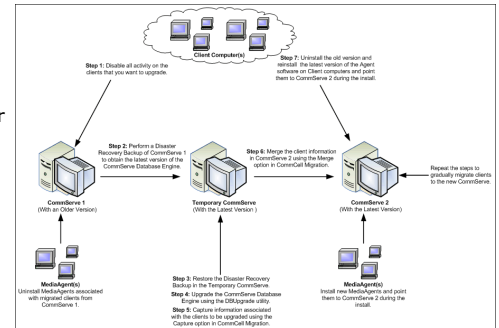 Client Computer(s)
Step 1: Disable all activity on the
clients that you want to upgrade.
Step 7: Uninstall the old version and
reinstall the latest version of the Agent
software on Client computers and point
them to CommServe 2 during the install.
Step 2: Perform a Disaster
Recovery Backup of CommServe 1
to obtain the latest version of the
CommServe Database Engine.
Step 6: Merge the client information
in CommServe 2 using the Merge
option in CommCell Migration.
Repeat the steps to
gradually migrate clients
to the new CommServe.
CommServe 1
(With an Older Version)
Temporary CommServe
(With the Latest Version )
CommServe 2
(With the Latest Version)
MediaAgent(s)
Uninstall MediaAgents associated
with migrated clients from
CommServe 1.
Step 3: Restore the Disaster Recovery
Backup in the Temporary CommServe.
Step 4: Upgrade the CommServe Database
Engine using the DBUpgrade utility.
Step 5: Capture information associated
with the clients to be upgraded using the
Capture option in CommCell Migration.
MediaAgent(s)
Install new MediaAgents and point
them to CommServe 2 during the
install.